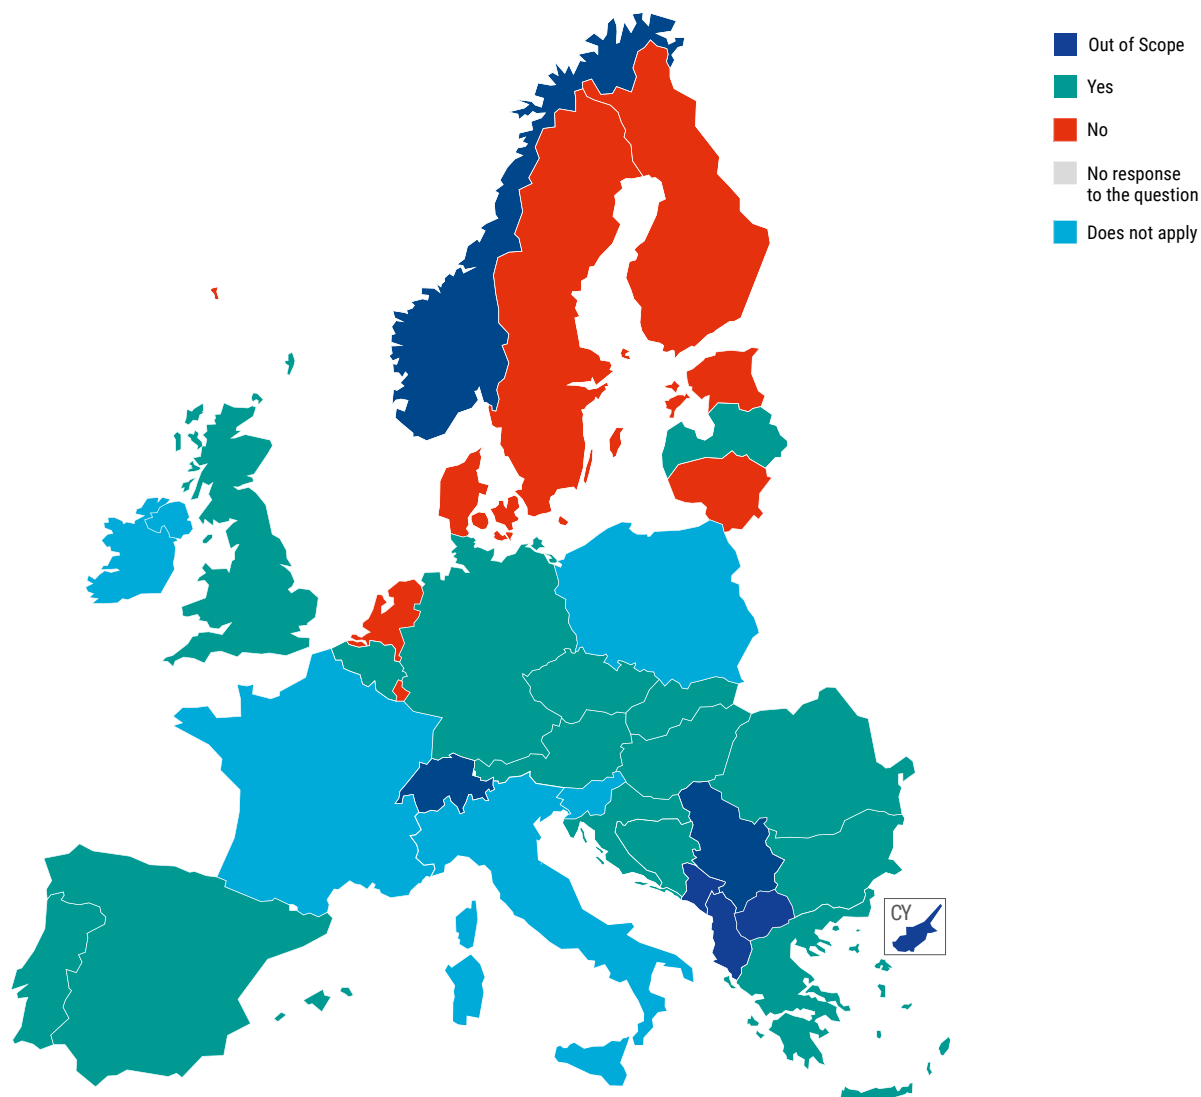 Out of Scope
Yes
No
No response
to the question
Does not apply
CY